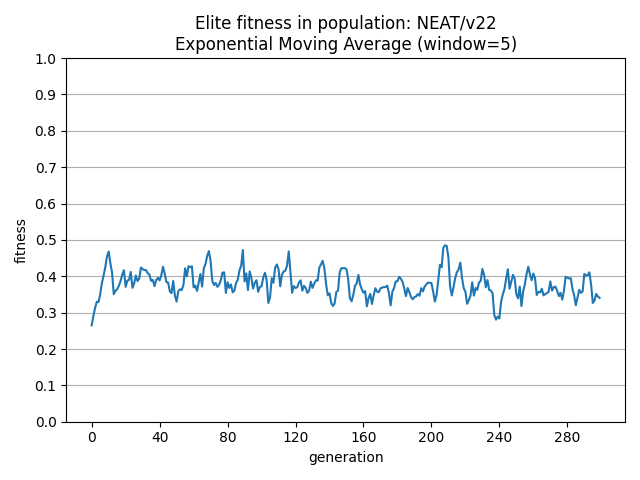 Elite fitness in population: NEAT/v22
Exponential Moving Average (window=5)
1.0
0.9
0.8
0.7
0.6
0.5
0.4
0.3
0.2
0.1
0.0
fitness
0 40 80 120 160 200 240 280
generation